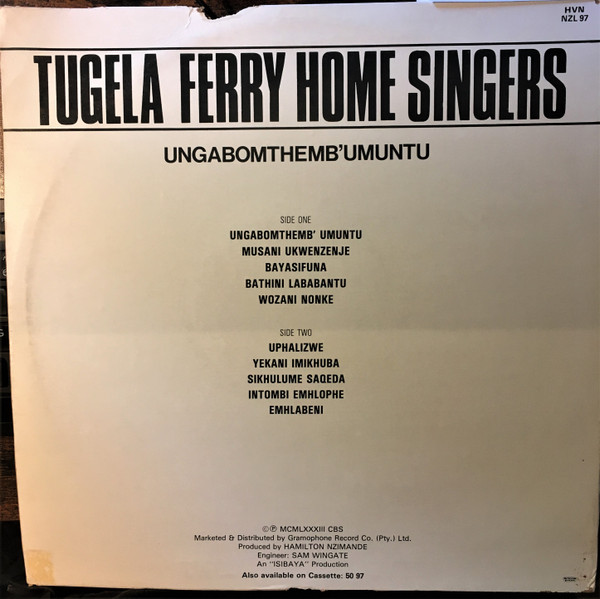 HVN
NZL 97
TUGELA FERRY HOME SINGERS
UNGABOMTHEMB'UMUNTU
SIDE ONE
UNGABOMTHEMB' UMUNTU
MUSANI UKWENZENJE
BAYASIFUNA
BATHINI LABABANTU
WOZANI NONKE
SIDE TWO
UPHALIZWE
YEKANI IMIKHUBA
SIKHULUME SAQEDA
INTOMBI EMHLOPHE
EMHLABENI
©℗ MCMLXXXIII CBS
Marketed & Distributed by Gramophone Record Co. (Pty.) Ltd.
Produced by HAMILTON NZIMANDE
Engineer: SAM WINGATE
An "ISIBAYA" Production
Also available on Cassette: 50 97